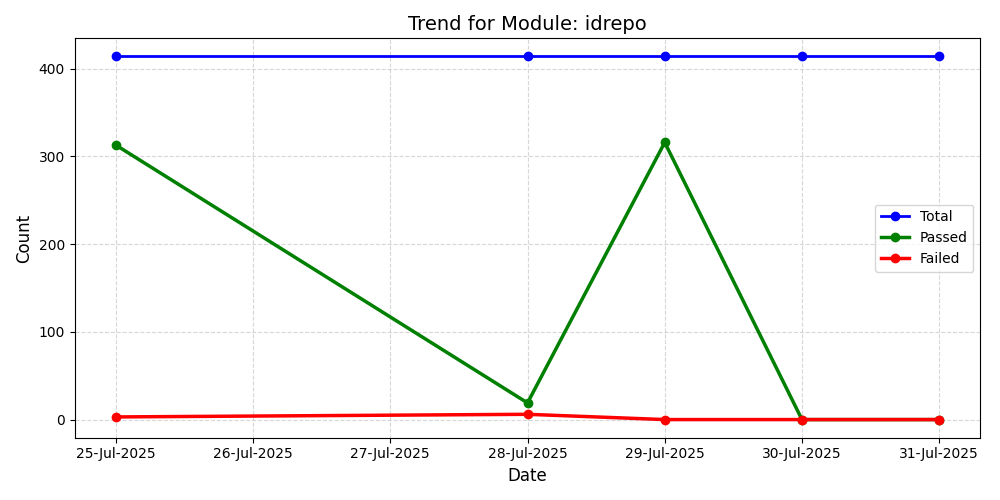 Trend for Module: idrepo
Count
400
300
200
100
0
Total
Passed
Failed
25-Jul-2025
26-Jul-2025
27-Jul-2025
28-Jul-2025
29-Jul-2025
30-Jul-2025
31-Jul-2025
Date